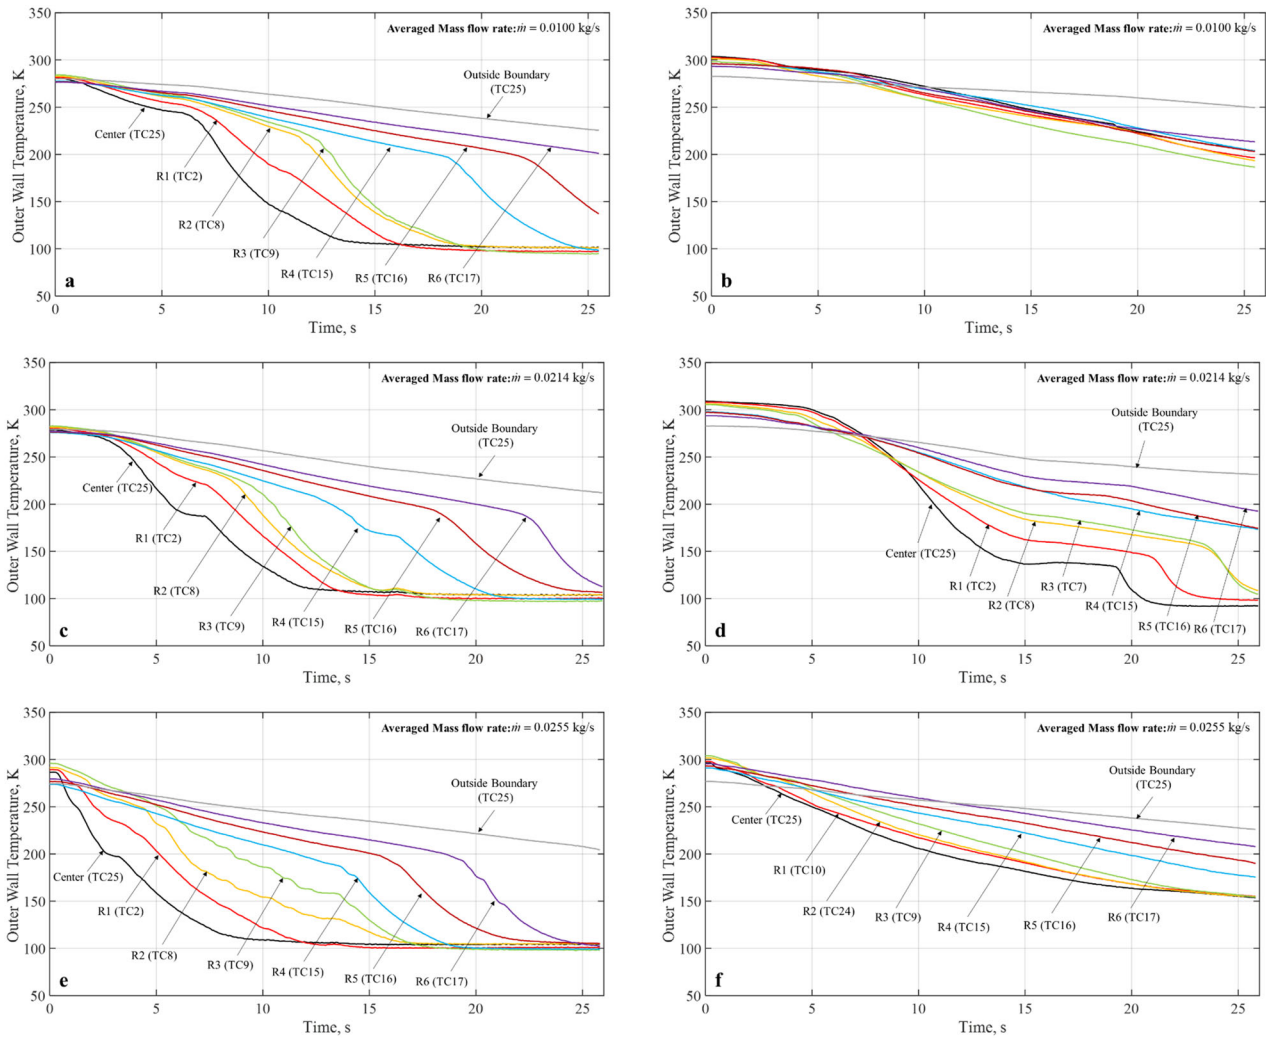 Averaged Mass flow rate: ṁ = 0.0100 kg/s
Outer Wall Temperature, K
350
300
250
200
150
100
50
Outside Boundary
(TC25)
Center (TC25)
R1 (TC2)
R2 (TC8)
R3 (TC9)
R4 (TC15)
R5 (TC16)
R6 (TC17)
a
0 5 10 15 20 25
Time, s
Averaged Mass flow rate: ṁ = 0.0100 kg/s
Outer Wall Temperature, K
350
300
250
200
150
100
50
b
0 5 10 15 20 25
Time, s
Averaged Mass flow rate: ṁ = 0.0214 kg/s
Outer Wall Temperature, K
350
300
250
200
150
100
50
Outside Boundary
(TC25)
Center (TC25)
R1 (TC2)
R2 (TC8)
R3 (TC9)
R4 (TC15)
R5 (TC16)
R6 (TC17)
c
0 5 10 15 20 25
Time, s
Averaged Mass flow rate: ṁ = 0.0214 kg/s
Outer Wall Temperature, K
350
300
250
200
150
100
50
Outside Boundary
(TC25)
Center (TC25)
R1 (TC2)
R2 (TC8)
R3 (TC7)
R4 (TC15)
R5 (TC16)
R6 (TC17)
d
0 5 10 15 20 25
Time, s
Averaged Mass flow rate: ṁ = 0.0255 kg/s
Outer Wall Temperature, K
350
300
250
200
150
100
50
Outside Boundary
(TC25)
Center (TC25)
R1 (TC2)
R2 (TC8)
R3 (TC9)
R4 (TC15)
R5 (TC16)
R6 (TC17)
e
0 5 10 15 20 25
Time, s
Averaged Mass flow rate: ṁ = 0.0255 kg/s
Outer Wall Temperature, K
350
300
250
200
150
100
50
Outside Boundary
(TC25)
Center (TC25)
R1 (TC10)
R2 (TC24)
R3 (TC9)
R4 (TC15)
R5 (TC16)
R6 (TC17)
f
0 5 10 15 20 25
Time, s